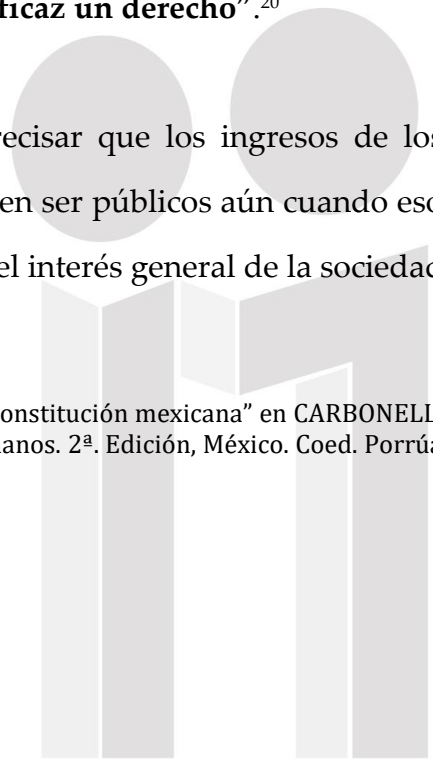 ficaz un derecho".²⁰
recisar que los ingresos de los
en ser públicos aún cuando eso
el interés general de la sociedad
onstitución mexicana" en CARBONELL
anos. 2ª. Edición, México. Coed. Porrúa